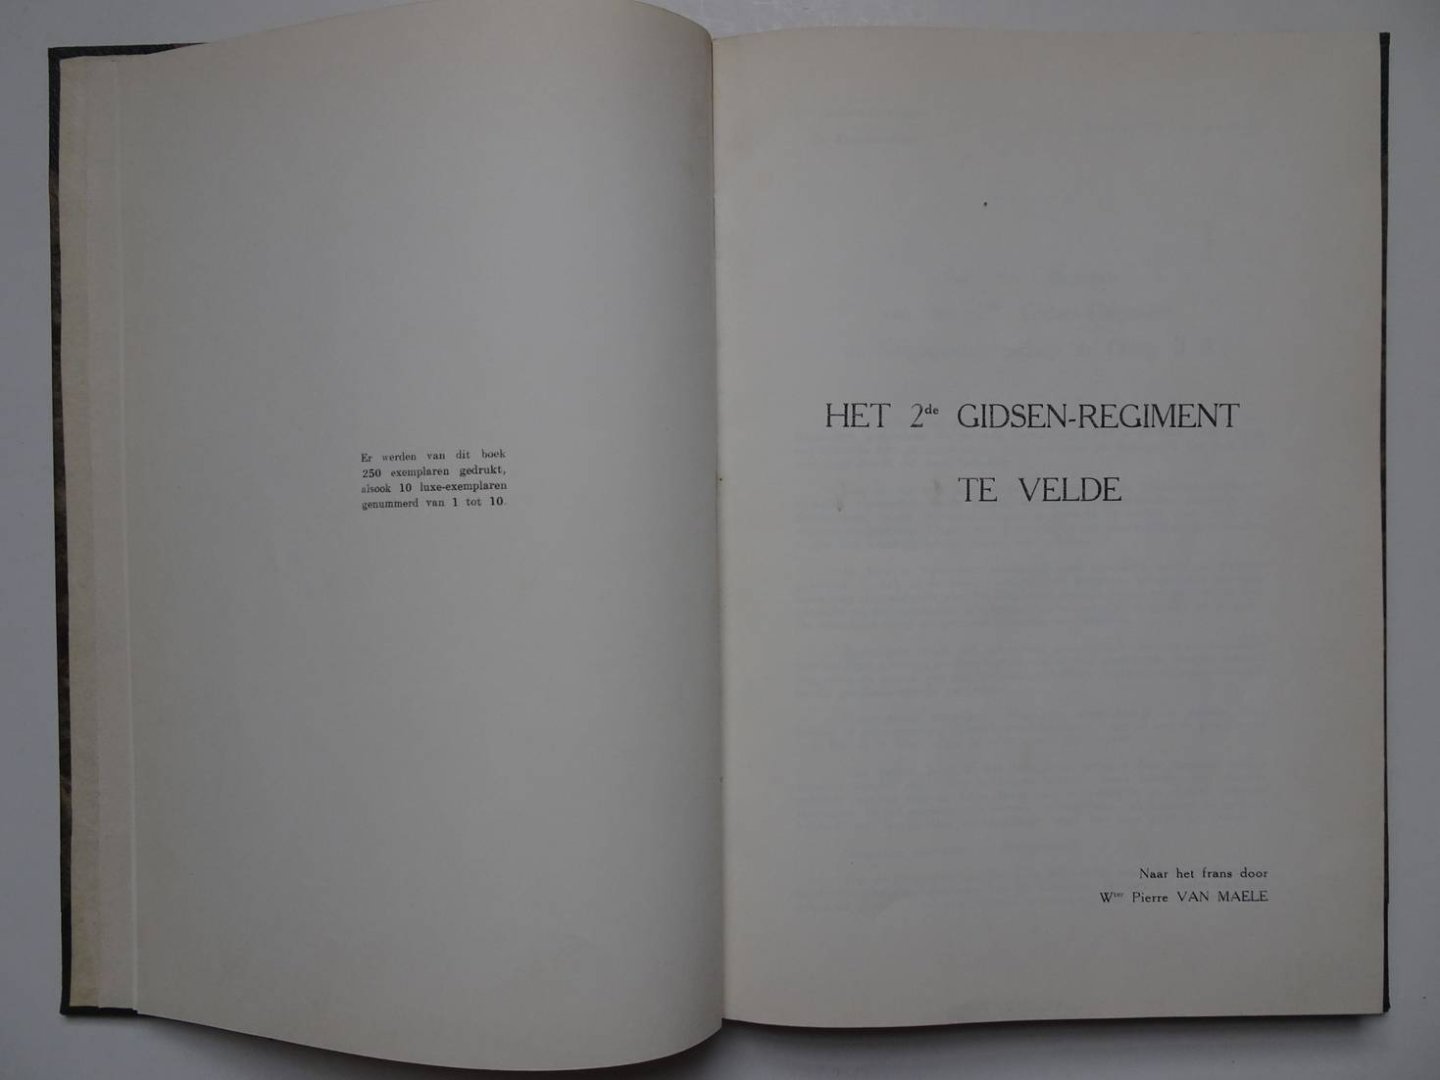 Er werden van dit boek
250 exemplaren gedrukt,
alsook 10 luxe-exemplaren
genummerd van 1 tot 10.
HET 2de GIDSEN-REGIMENT
TE VELDE
Naar het frans door
Wter Pierre VAN MAELE